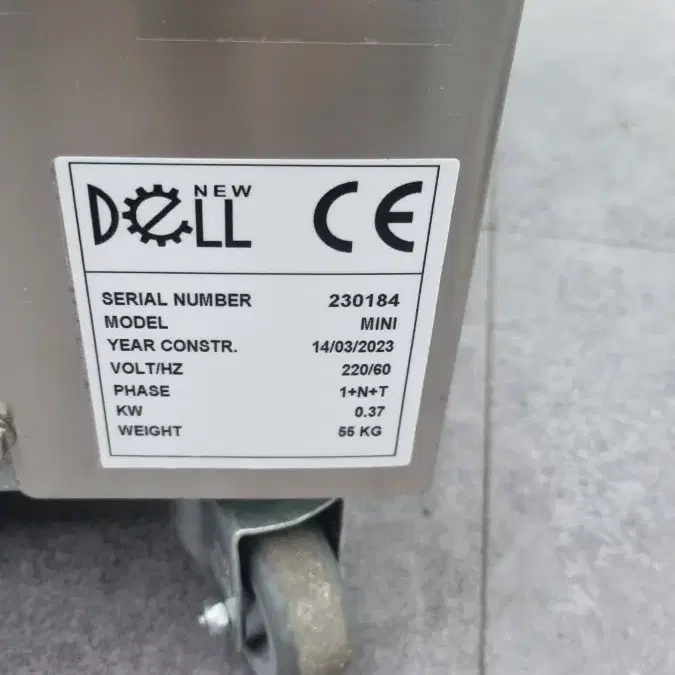 NEW
DELL CE
SERIAL NUMBER 230184
MODEL MINI
YEAR CONSTR. 14/03/2023
VOLT/HZ 220/60
PHASE 1+N+T
KW 0.37
WEIGHT 55 KG